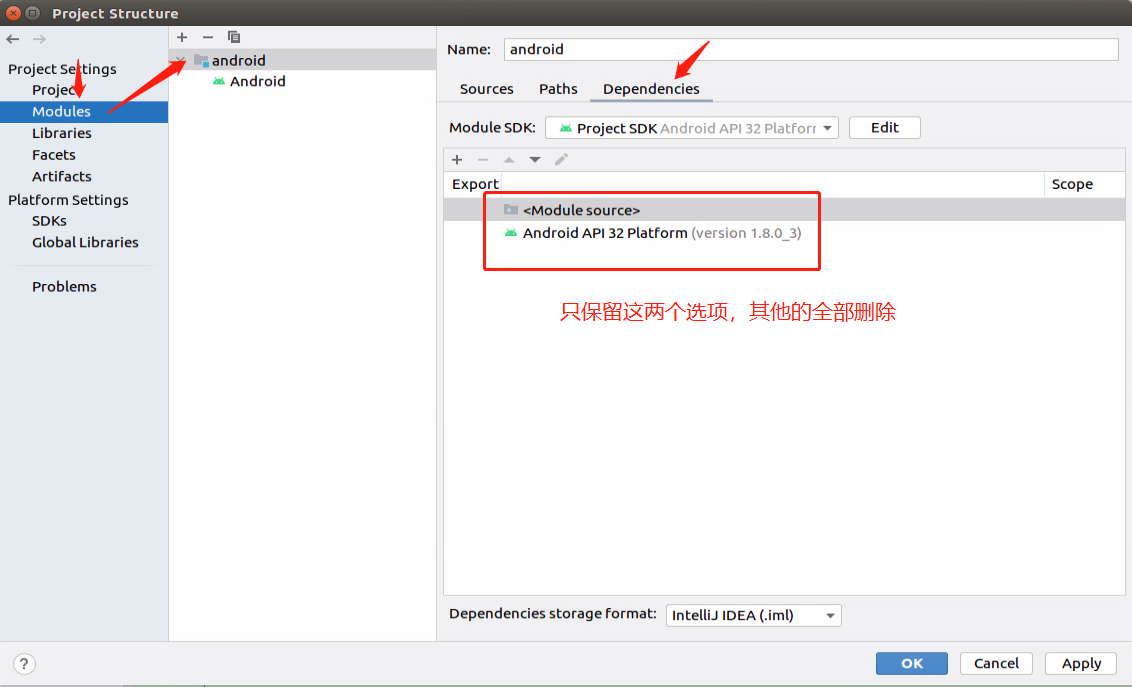 Project Structure
Project Settings
Project
Modules
Libraries
Facets
Artifacts
Platform Settings
SDKs
Global Libraries
Problems
android
Android
Name: android
Sources Paths Dependencies
Module SDK: Project SDK Android API 32 Platforr Edit
Export Scope
<Module source>
Android API 32 Platform (version 1.8.0_3)
只保留这两个选项，其他的全部删除
Dependencies storage format: IntelliJ IDEA (.iml)
? OK Cancel Apply